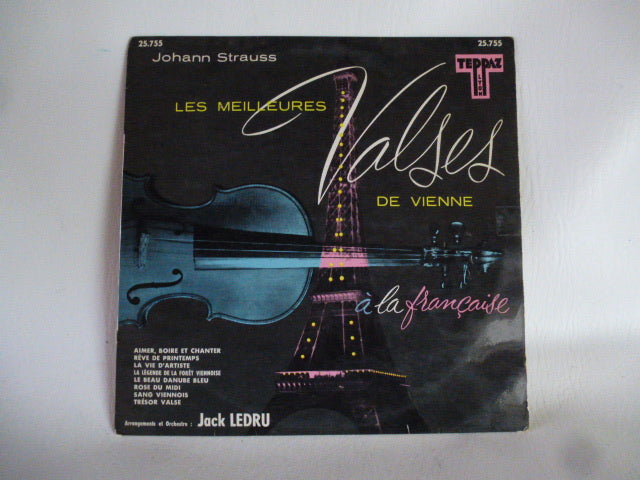 25.755
25.755
Johann Strauss
TEPPAZ
LYON
LES MEILLEURES
Valses
DE VIENNE
à la française
AIMER, BOIRE ET CHANTER
RÊVE DE PRINTEMPS
LA VIE D'ARTISTE
LA LÉGENDE DE LA FORÊT VIENNOISE
LE BEAU DANUBE BLEU
ROSE DU MIDI
SANG VIENNOIS
TRÉSOR VALSE
Arrangements et Orchestre : Jack LEDRU